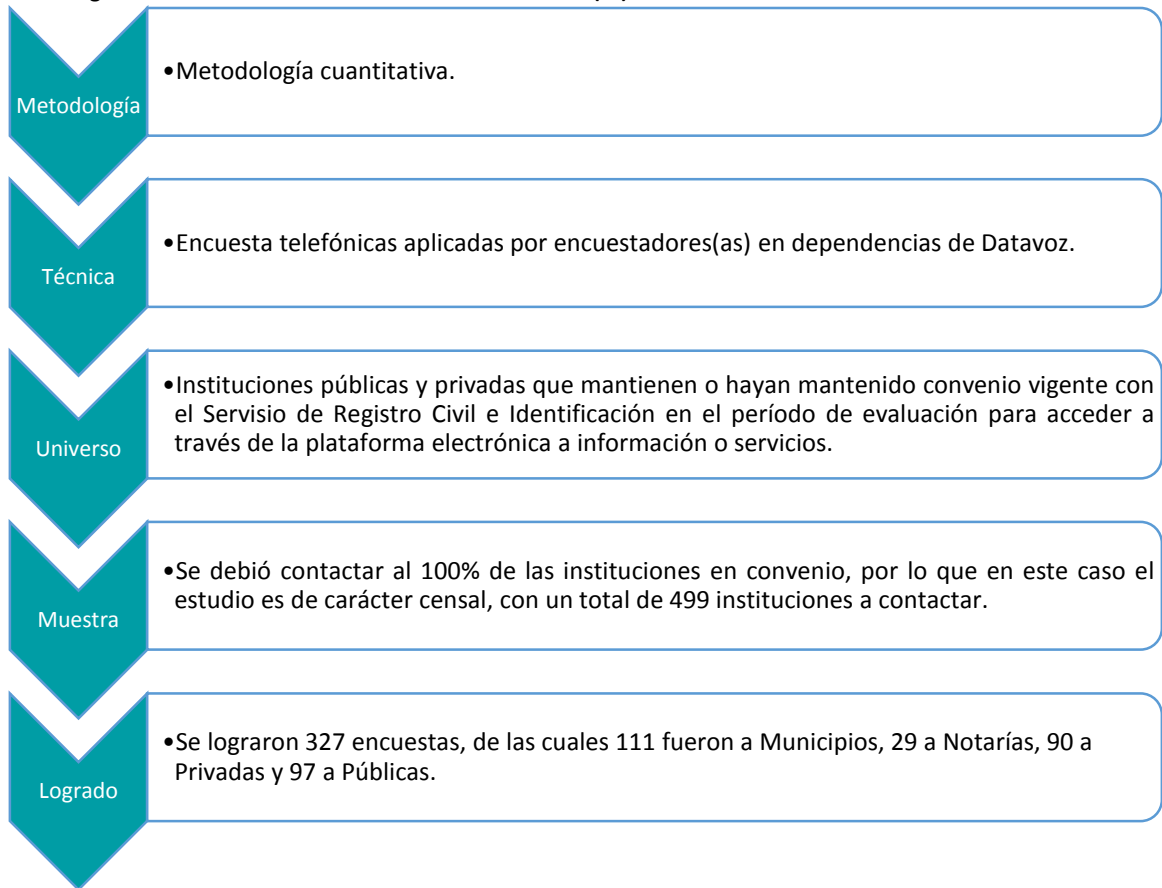 Metodología
•Metodología cuantitativa.
Técnica
•Encuesta telefónicas aplicadas por encuestadores(as) en dependencias de Datavoz.
Universo
•Instituciones públicas y privadas que mantienen o hayan mantenido convenio vigente con
el Servisio de Registro Civil e Identificación en el período de evaluación para acceder a
través de la plataforma electrónica a información o servicios.
Muestra
•Se debió contactar al 100% de las instituciones en convenio, por lo que en este caso el
estudio es de carácter censal, con un total de 499 instituciones a contactar.
Logrado
•Se lograron 327 encuestas, de las cuales 111 fueron a Municipios, 29 a Notarías, 90 a
Privadas y 97 a Públicas.